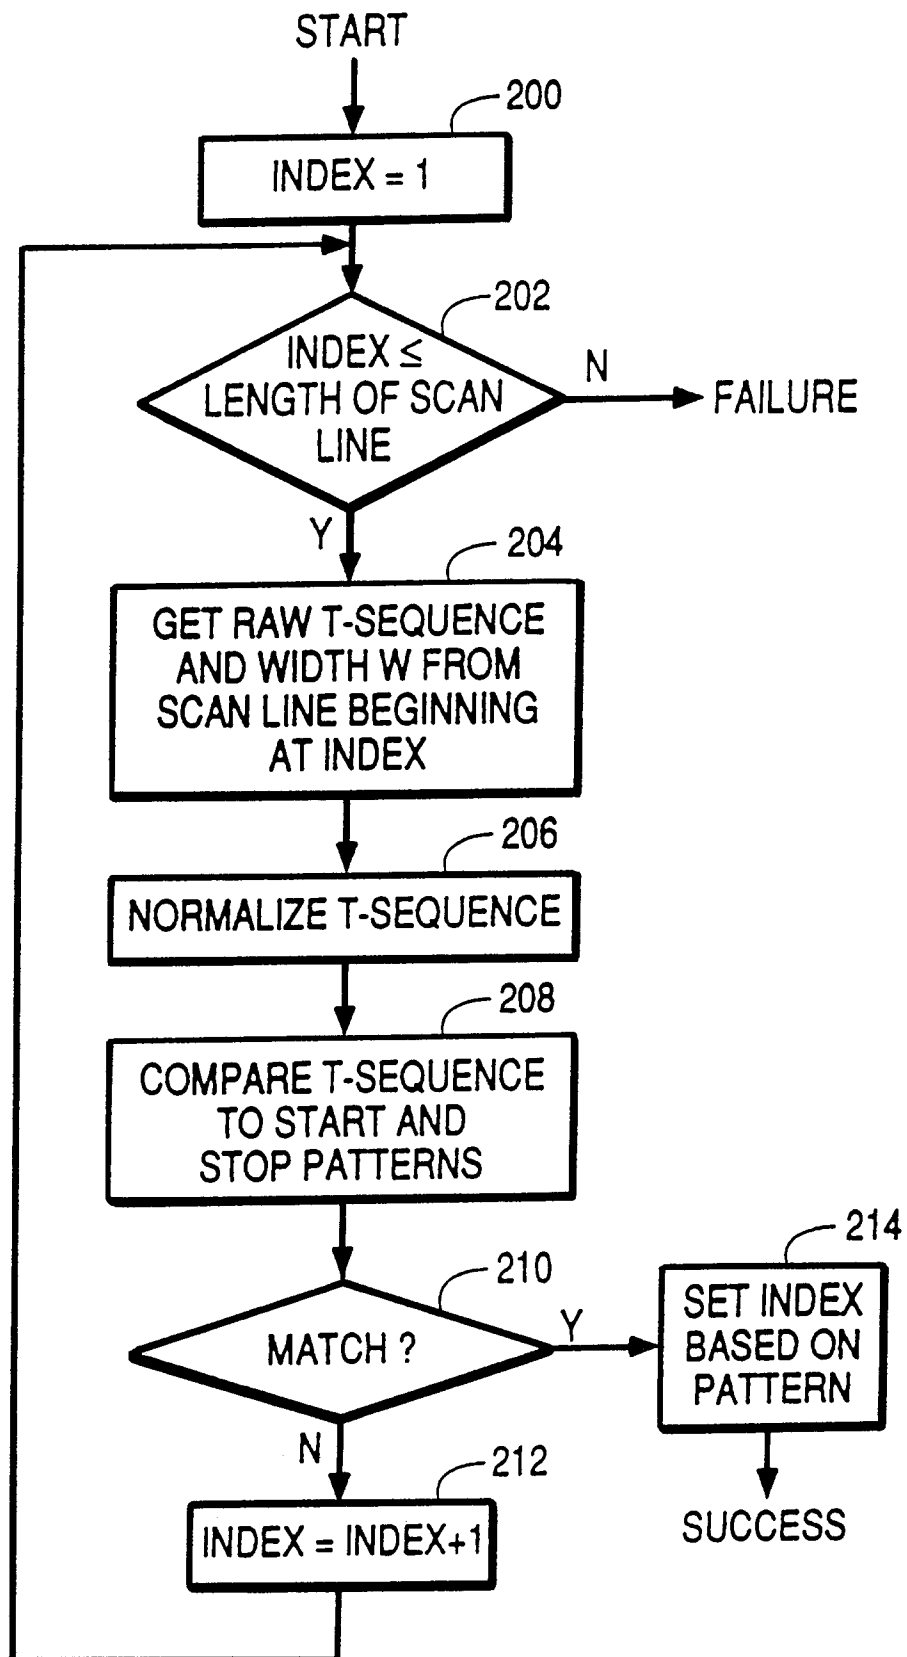 START
200
INDEX = 1
202
INDEX ≤
LENGTH OF SCAN
LINE
N
FAILURE
Y
204
GET RAW T-SEQUENCE
AND WIDTH W FROM
SCAN LINE BEGINNING
AT INDEX
206
NORMALIZE T-SEQUENCE
208
COMPARE T-SEQUENCE
TO START AND
STOP PATTERNS
210
MATCH ?
Y
214
SET INDEX
BASED ON
PATTERN
SUCCESS
N
212
INDEX = INDEX+1